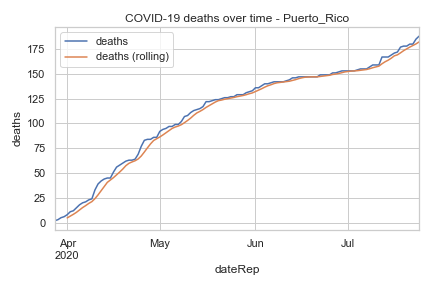 COVID-19 deaths over time - Puerto_Rico
deaths
deaths (rolling)
175
150
125
100
75
50
25
0
deaths
Apr
2020
May
Jun
Jul
dateRep